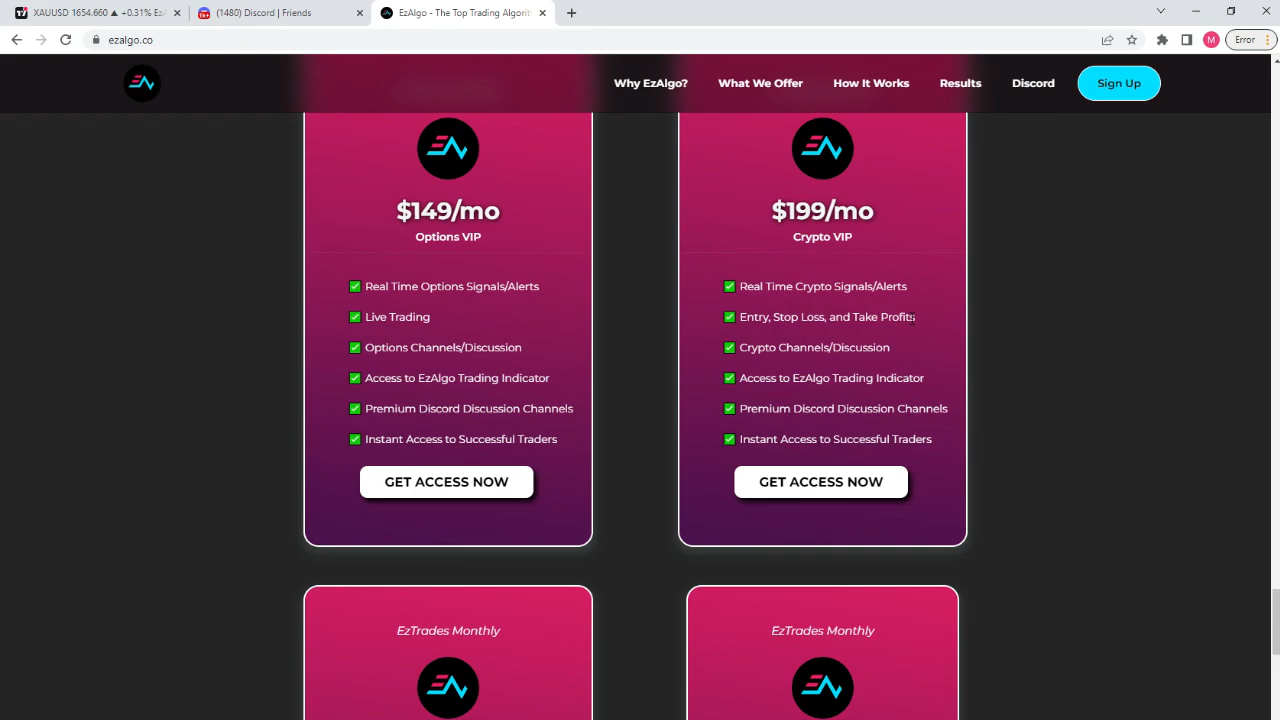 XAUUSD 1654.660 ▲ +0.31% Ez
(1480) Discord | Friends
EzAlgo - The Top Trading Algorit
ezalgo.co
Error
Why EzAlgo?
What We Offer
How It Works
Results
Discord
Sign Up
$149/mo
Options VIP
Real Time Options Signals/Alerts
Live Trading
Options Channels/Discussion
Access to EzAlgo Trading Indicator
Premium Discord Discussion Channels
Instant Access to Successful Traders
GET ACCESS NOW
$199/mo
Crypto VIP
Real Time Crypto Signals/Alerts
Entry, Stop Loss, and Take Profits
Crypto Channels/Discussion
Access to EzAlgo Trading Indicator
Premium Discord Discussion Channels
Instant Access to Successful Traders
GET ACCESS NOW
EzTrades Monthly
EzTrades Monthly